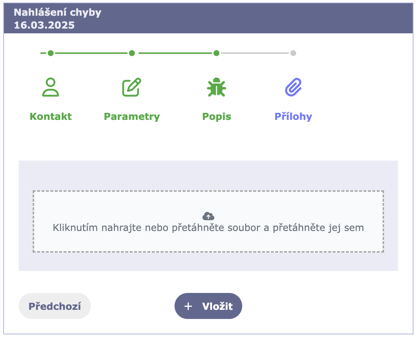 Nahlášení chyby
16.03.2025
Kontakt
Parametry
Popis
Přílohy
Kliknutím nahrajte nebo přetáhněte soubor a přetáhněte jej sem
Předchozí
+ Vložit